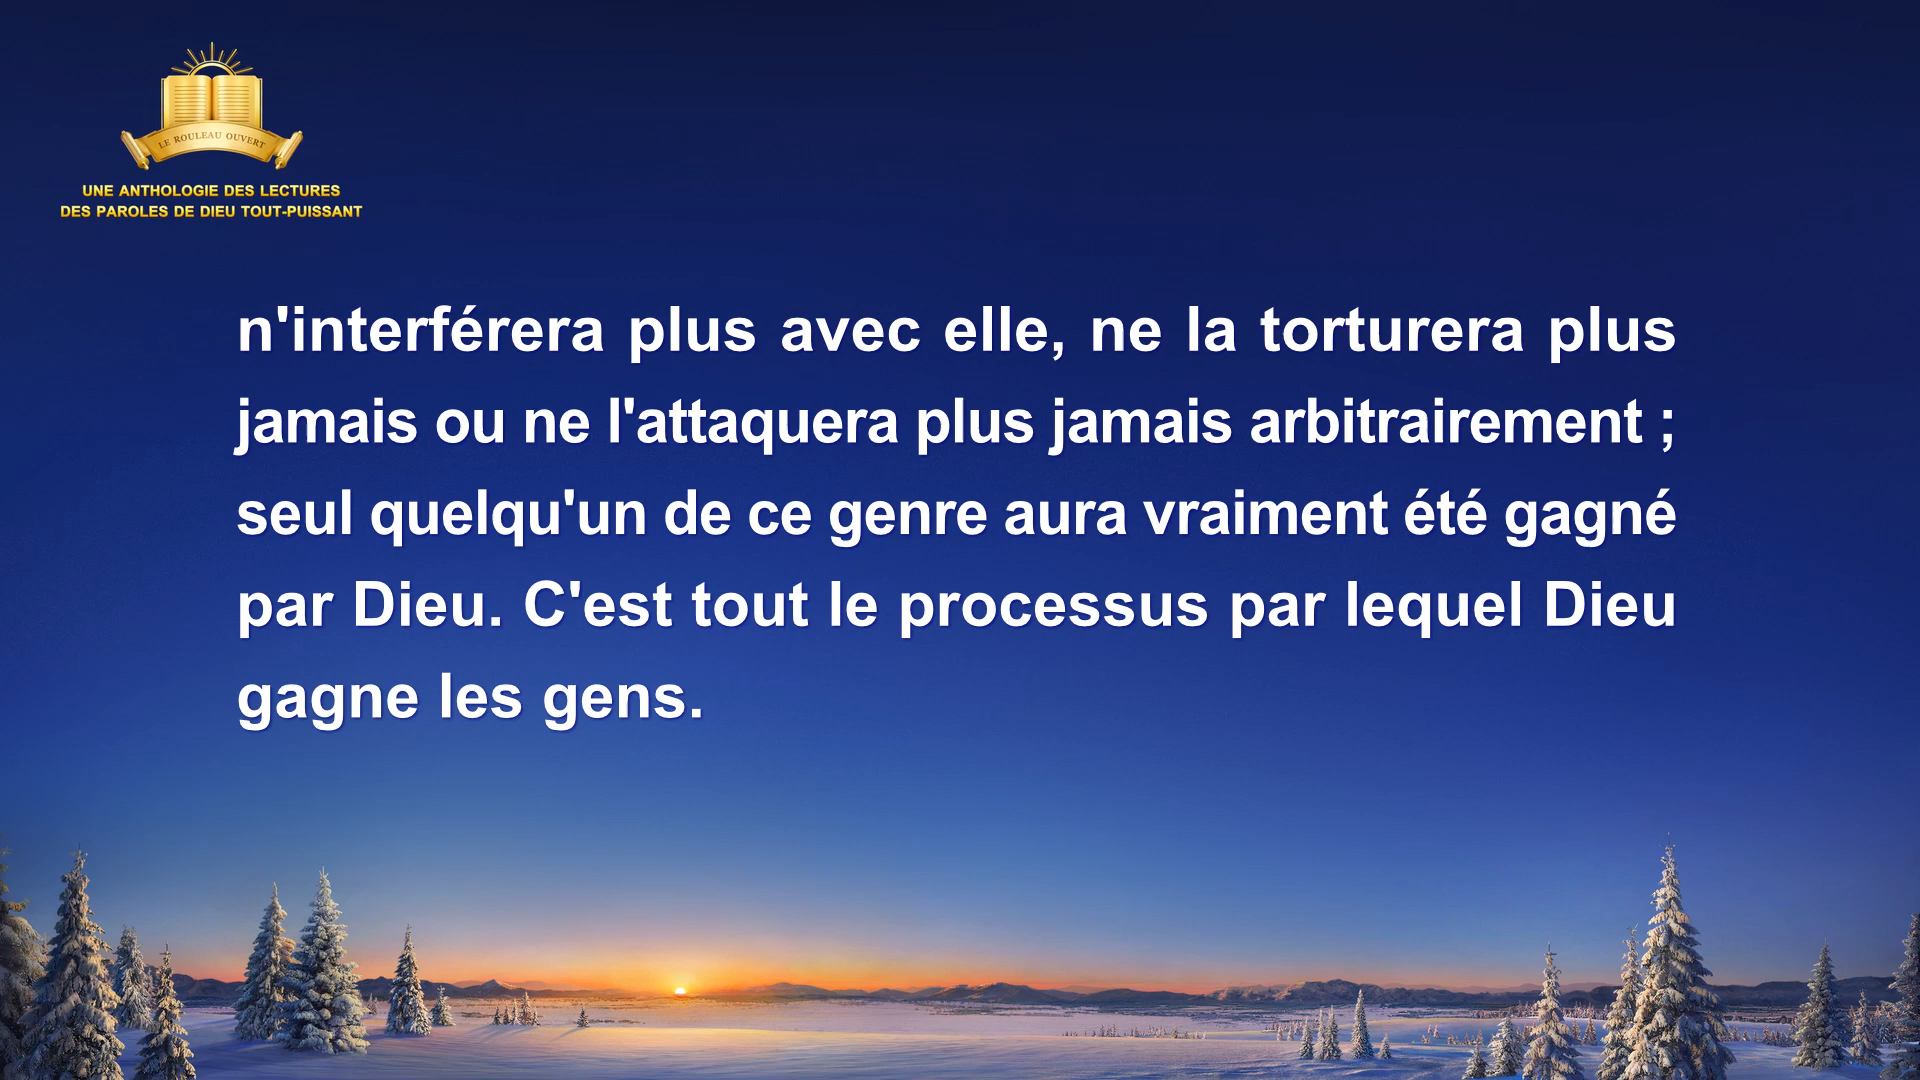 LE ROULEAU OUVERT
UNE ANTHOLOGIE DES LECTURES
DES PAROLES DE DIEU TOUT-PUISSANT
n'interférera plus avec elle, ne la torturera plus
jamais ou ne l'attaquera plus jamais arbitrairement ;
seul quelqu'un de ce genre aura vraiment été gagné
par Dieu. C'est tout le processus par lequel Dieu
gagne les gens.